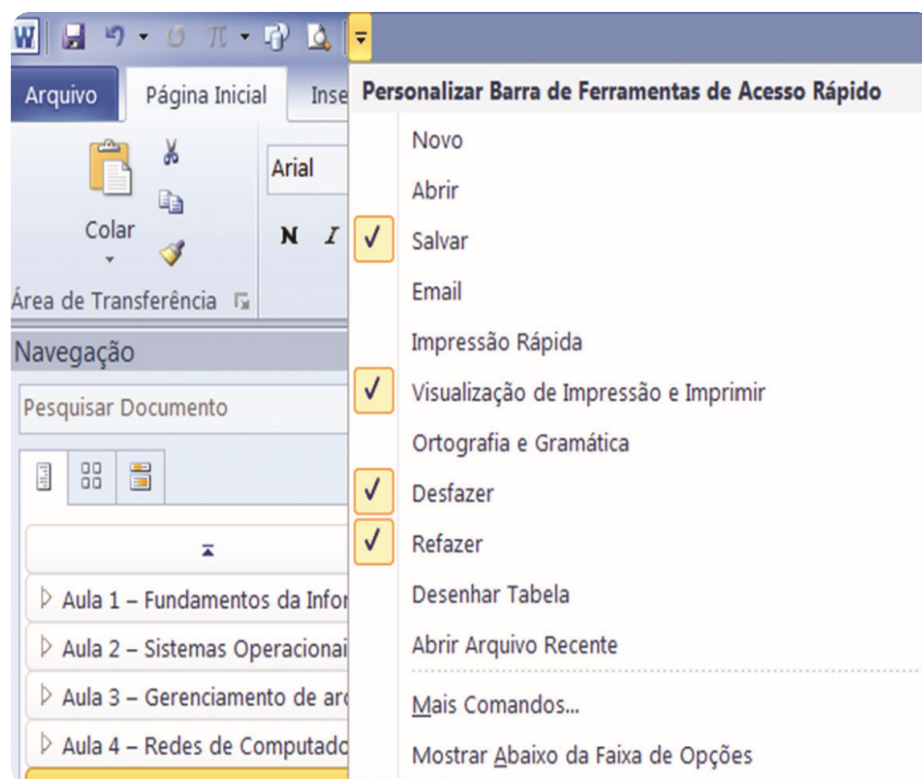 W
Arquivo Página Inicial Inse
Colar
Arial
N I
Área de Transferência
Navegação
Pesquisar Documento
Aula 1 – Fundamentos da Infor
Aula 2 – Sistemas Operacionai
Aula 3 – Gerenciamento de arq
Aula 4 – Redes de Computado
Personalizar Barra de Ferramentas de Acesso Rápido
Novo
Abrir
Salvar
Email
Impressão Rápida
Visualização de Impressão e Imprimir
Ortografia e Gramática
Desfazer
Refazer
Desenhar Tabela
Abrir Arquivo Recente
Mais Comandos...
Mostrar Abaixo da Faixa de Opções